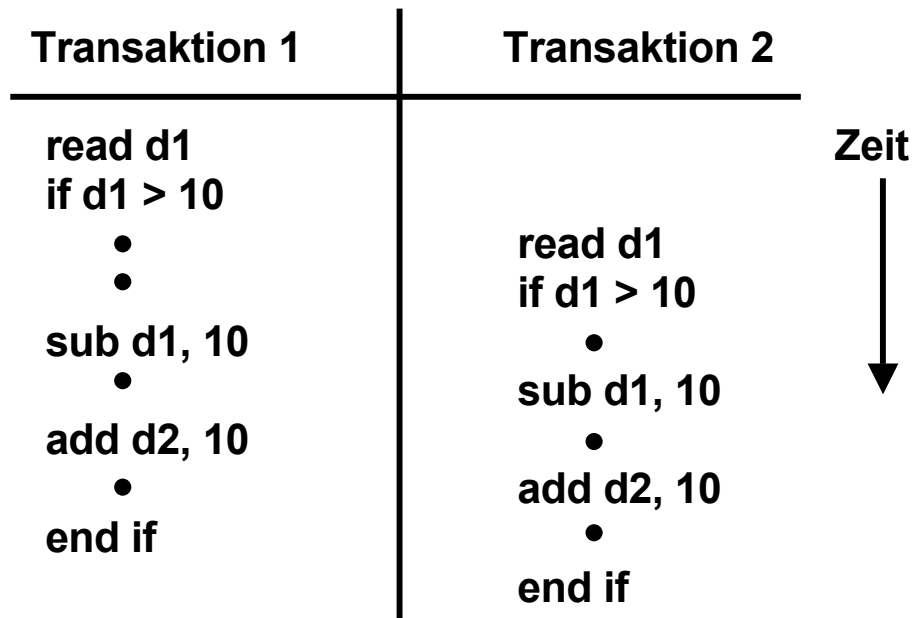 Transaktion 1
Transaktion 2
read d1
if d1 > 10
•
•
sub d1, 10
•
add d2, 10
•
end if
read d1
if d1 > 10
•
sub d1, 10
•
add d2, 10
•
end if
Zeit